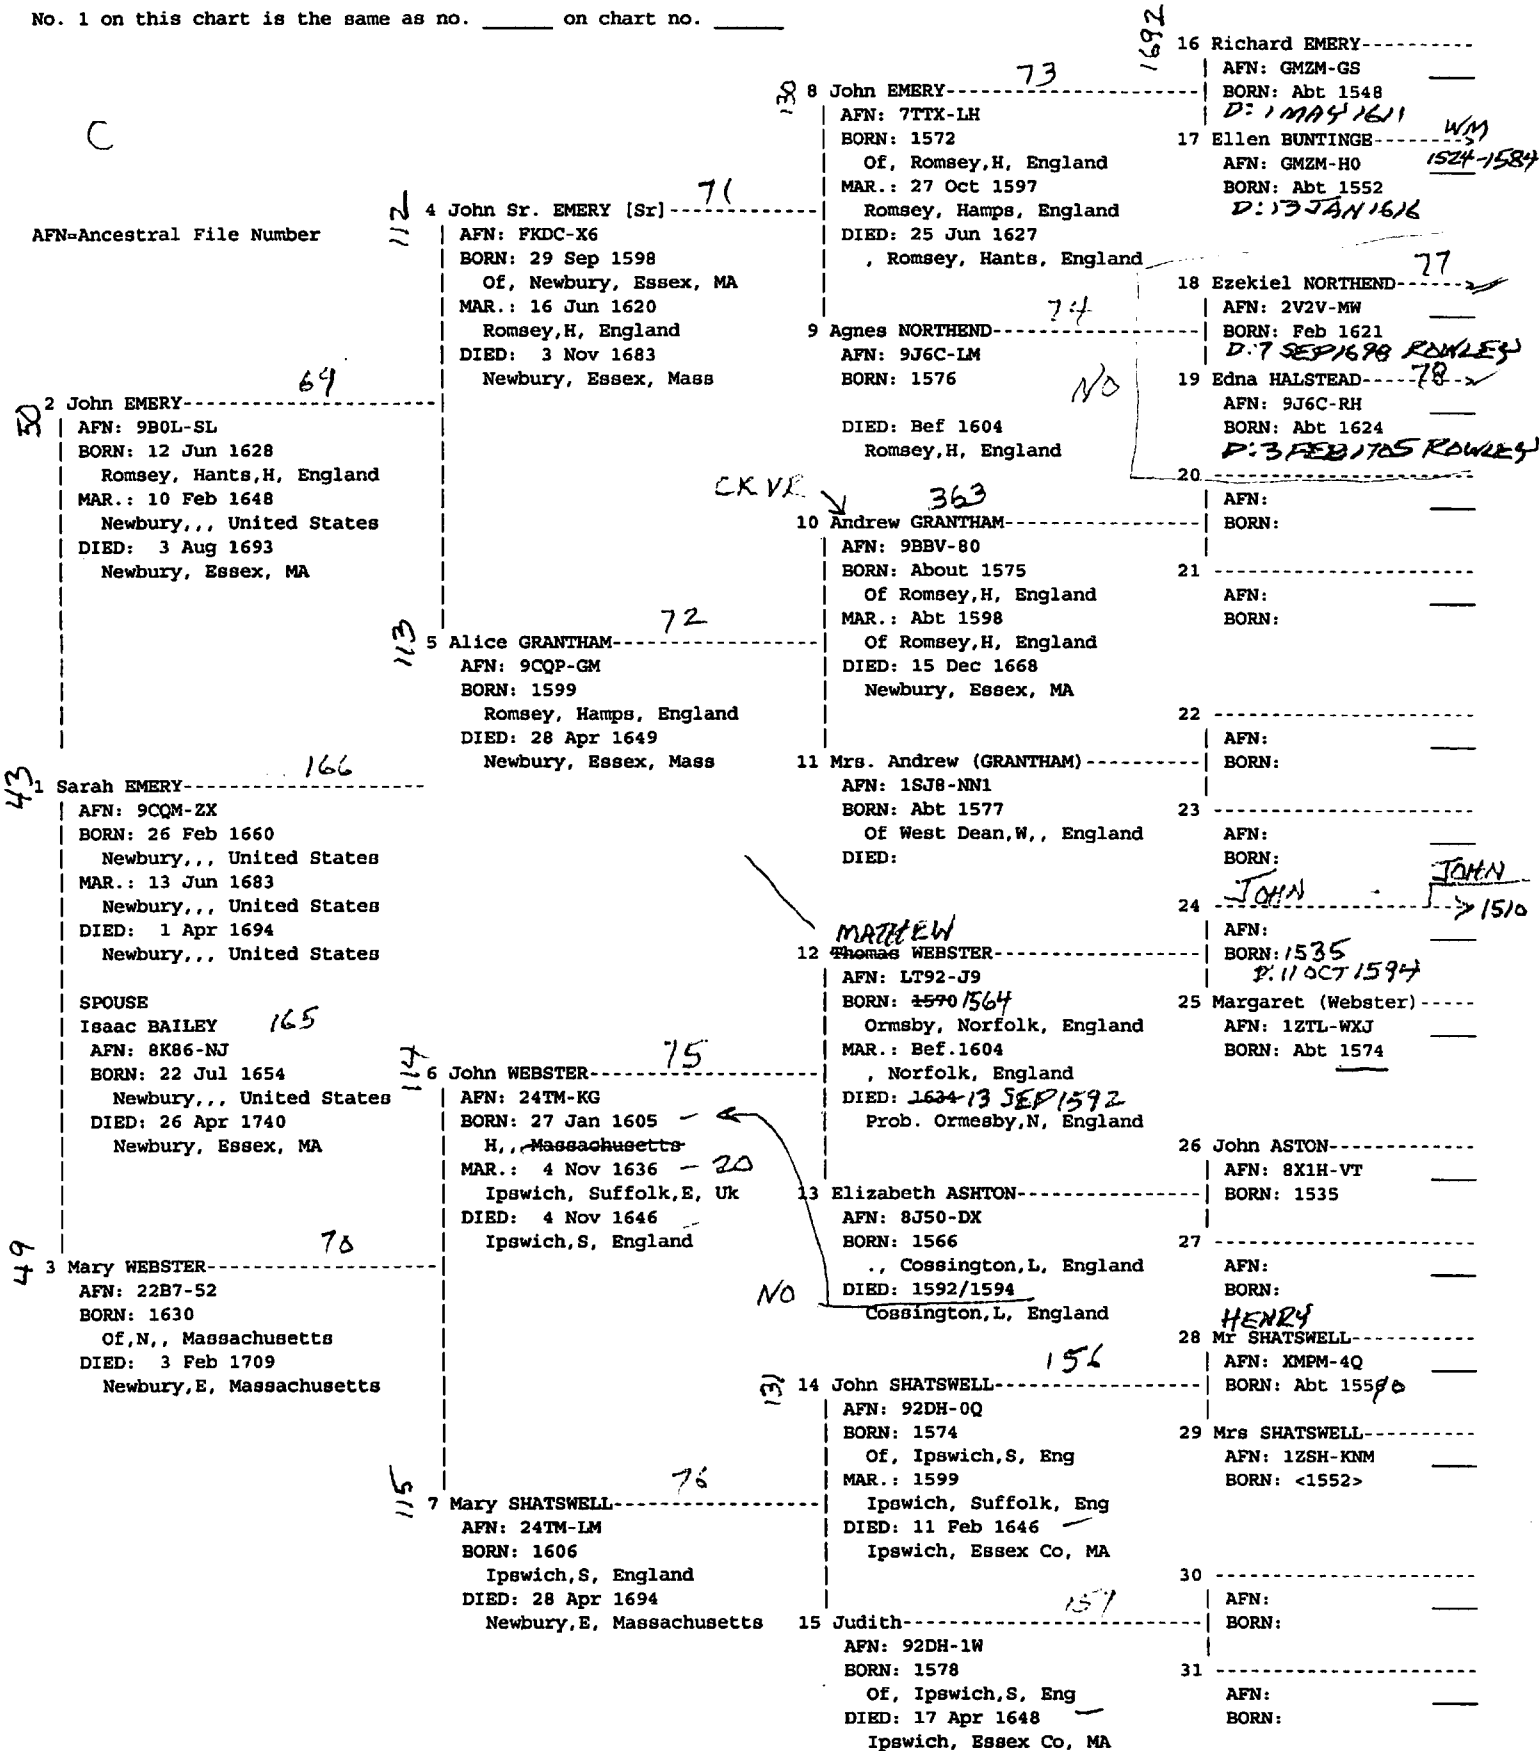 No. 1 on this chart is the same as no. _____ on chart no. _____
C
AFN=Ancestral File Number
43
166
1 Sarah EMERY
AFN: 9CQM-ZX
BORN: 26 Feb 1660
Newbury,,, United States
MAR.: 13 Jun 1683
Newbury,,, United States
DIED: 1 Apr 1694
Newbury,,, United States
SPOUSE
Isaac BAILEY 165
AFN: 8K86-NJ
BORN: 22 Jul 1654
Newbury,,, United States
DIED: 26 Apr 1740
Newbury, Essex, MA
50
69
2 John EMERY
AFN: 9B0L-SL
BORN: 12 Jun 1628
Romsey, Hants,H, England
MAR.: 10 Feb 1648
Newbury,,, United States
DIED: 3 Aug 1693
Newbury, Essex, MA
49
70
3 Mary WEBSTER
AFN: 22B7-52
BORN: 1630
Of,N,, Massachusetts
DIED: 3 Feb 1709
Newbury,E, Massachusetts
112
71
4 John Sr. EMERY [Sr]
AFN: FKDC-X6
BORN: 29 Sep 1598
Of, Newbury, Essex, MA
MAR.: 16 Jun 1620
Romsey,H, England
DIED: 3 Nov 1683
Newbury, Essex, Mass
113
72
5 Alice GRANTHAM
AFN: 9CQP-GM
BORN: 1599
Romsey, Hamps, England
DIED: 28 Apr 1649
Newbury, Essex, Mass
114
75
6 John WEBSTER
AFN: 24TM-KG
BORN: 27 Jan 1605
H,, Massachusetts
MAR.: 4 Nov 1636 - 20
Ipswich, Suffolk,E, Uk
DIED: 4 Nov 1646
Ipswich,S, England
115
76
7 Mary SHATSWELL
AFN: 24TM-LM
BORN: 1606
Ipswich,S, England
DIED: 28 Apr 1694
Newbury,E, Massachusetts
130
73
8 John EMERY
AFN: 7TTX-LH
BORN: 1572
Of, Romsey,H, England
MAR.: 27 Oct 1597
Romsey, Hamps, England
DIED: 25 Jun 1627
, Romsey, Hants, England
74
9 Agnes NORTHEND
AFN: 9J6C-LM
BORN: 1576
NO
DIED: Bef 1604
Romsey,H, England
CK VR
363
10 Andrew GRANTHAM
AFN: 9BBV-80
BORN: About 1575
Of Romsey,H, England
MAR.: Abt 1598
Of Romsey,H, England
DIED: 15 Dec 1668
Newbury, Essex, MA
11 Mrs. Andrew (GRANTHAM)
AFN: 1SJ8-NN1
BORN: Abt 1577
Of West Dean,W,, England
DIED:
MATHEW
12 Thomas WEBSTER
AFN: LT92-J9
BORN: 1570 1564
Ormsby, Norfolk, England
MAR.: Bef.1604
, Norfolk, England
DIED: 1634 13 SEP 1592
Prob. Ormesby,N, England
13 Elizabeth ASHTON
AFN: 8J50-DX
BORN: 1566
., Cossington,L, England
NO
DIED: 1592/1594
Cossington,L, England
131
156
14 John SHATSWELL
AFN: 92DH-0Q
BORN: 1574
Of, Ipswich,S, Eng
MAR.: 1599
Ipswich, Suffolk, Eng
DIED: 11 Feb 1646
Ipswich, Essex Co, MA
157
15 Judith
AFN: 92DH-1W
BORN: 1578
Of, Ipswich,S, Eng
DIED: 17 Apr 1648
Ipswich, Essex Co, MA
1692
16 Richard EMERY
AFN: GMZM-GS
BORN: Abt 1548
D: 1 MAY 1611
WM
17 Ellen BUNTINGE
1524-1584
AFN: GMZM-H0
BORN: Abt 1552
D: 13 JAN 1616
77
18 Ezekiel NORTHEND
AFN: 2V2V-MW
BORN: Feb 1621
D: 7 SEP 1698 ROWLEY
78
19 Edna HALSTEAD
AFN: 9J6C-RH
BORN: Abt 1624
D: 3 FEB 1705 ROWLEY
20
AFN:
BORN:
21
AFN:
BORN:
22
AFN:
BORN:
23
AFN:
BORN:
JOHN
JOHN
24
1510
AFN:
BORN: 1535
D: 11 OCT 1594
25 Margaret (Webster)
AFN: 1ZTL-WXJ
BORN: Abt 1574
26 John ASTON
AFN: 8X1H-VT
BORN: 1535
27
AFN:
BORN:
HENRY
28 Mr SHATSWELL
AFN: XMPM-4Q
BORN: Abt 1550
29 Mrs SHATSWELL
AFN: 1ZSH-KNM
BORN: <1552>
30
AFN:
BORN:
31
AFN:
BORN: